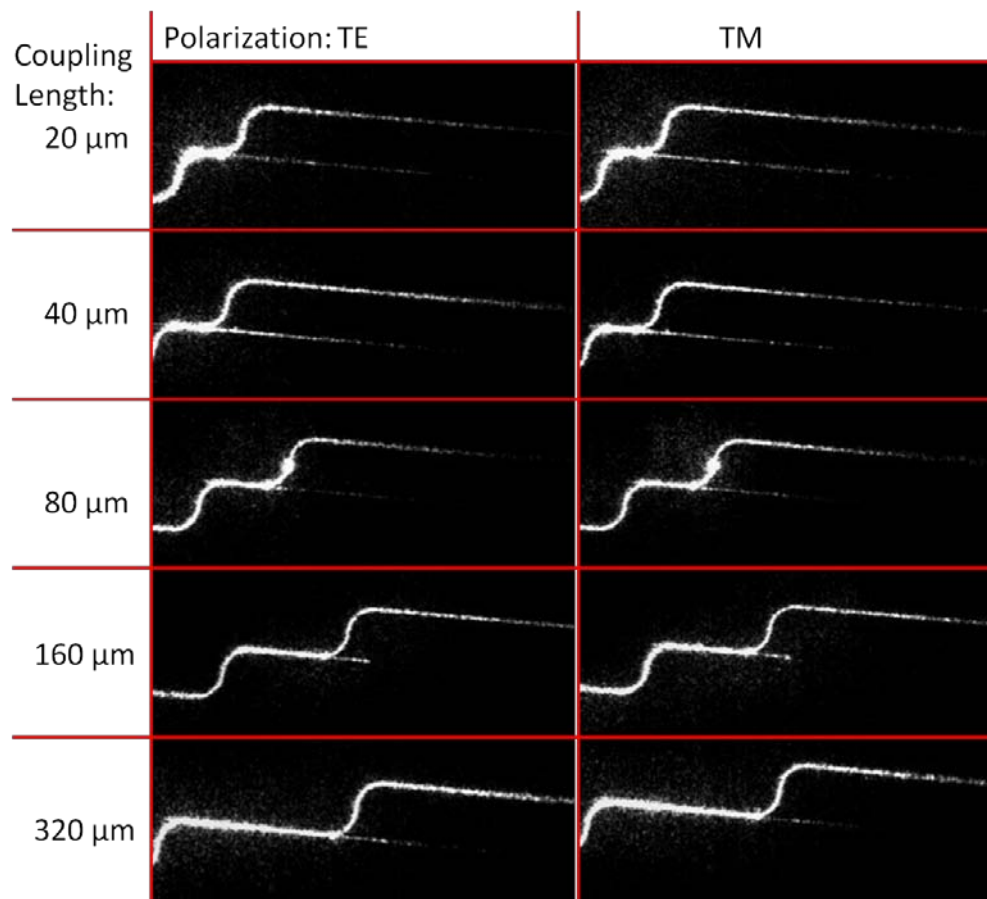 Polarization: TE
TM
Coupling
Length:
20 µm
40 µm
80 µm
160 µm
320 µm